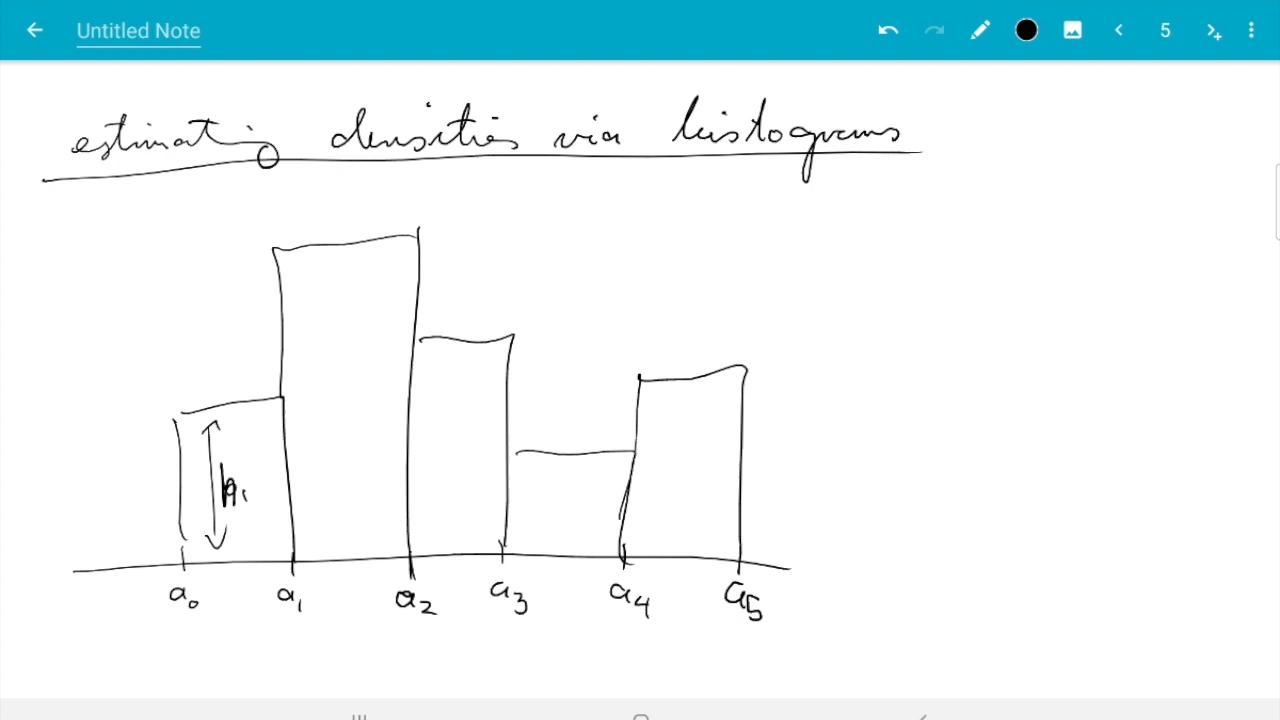 Untitled Note
5
estimating densities via histograms
h₁
a₀ a₁ a₂ a₃ a₄ a₅